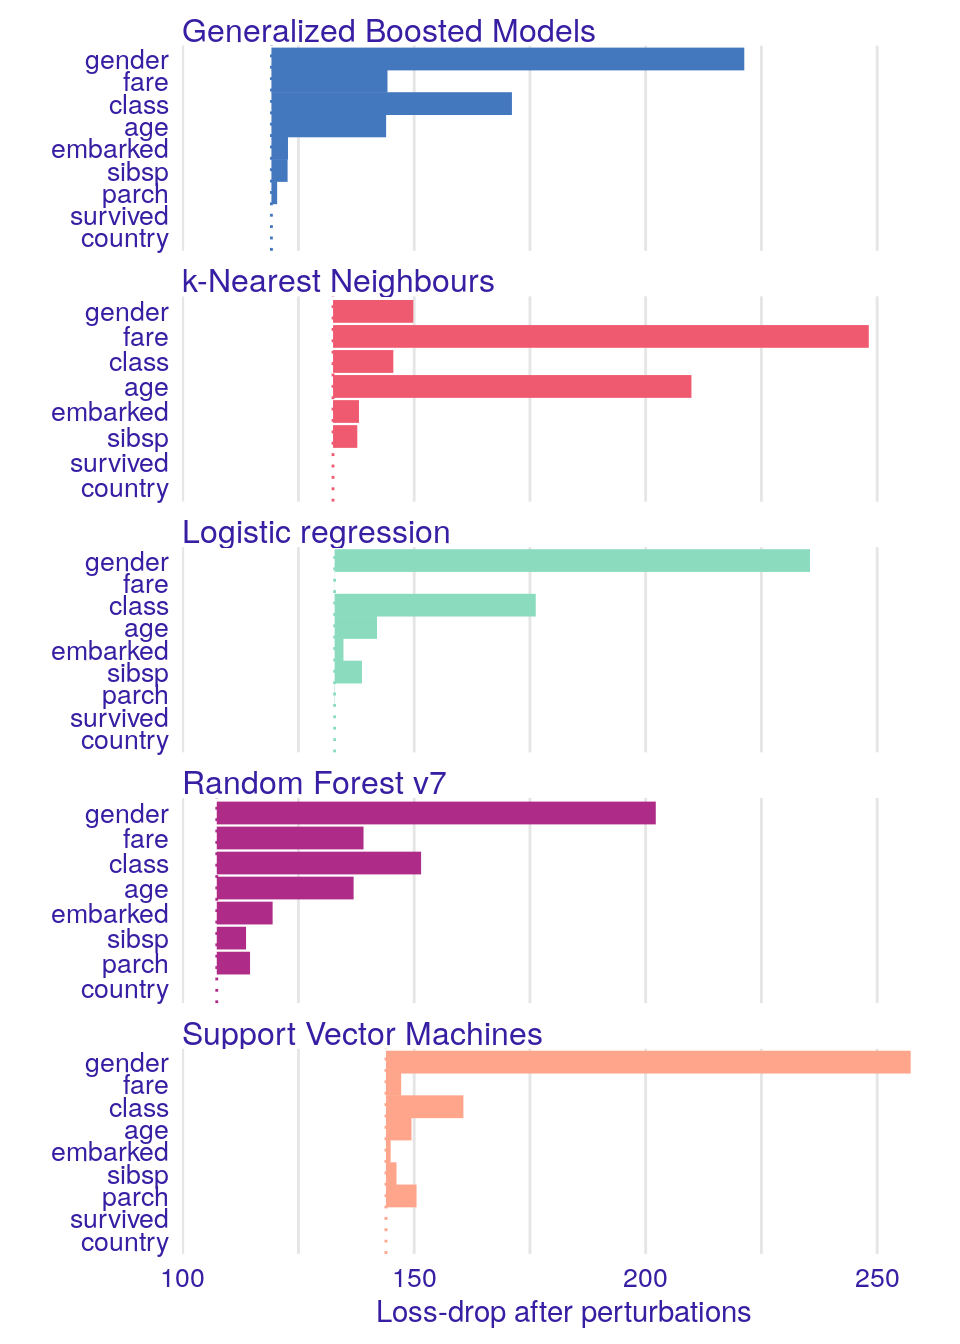 Generalized Boosted Models
gender
fare
class
age
embarked
sibsp
parch
survived
country
k-Nearest Neighbours
gender
fare
class
age
embarked
sibsp
survived
country
Logistic regression
gender
fare
class
age
embarked
sibsp
parch
survived
country
Random Forest v7
gender
fare
class
age
embarked
sibsp
parch
country
Support Vector Machines
gender
fare
class
age
embarked
sibsp
parch
survived
country
100 150 200 250
Loss-drop after perturbations